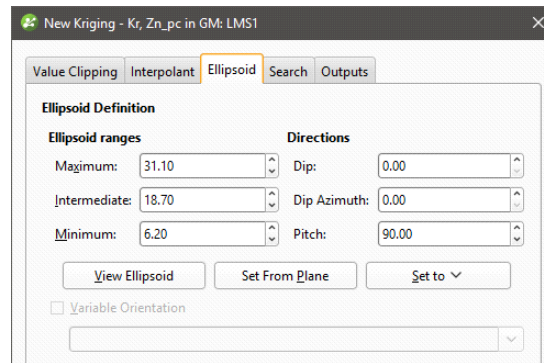 New Kriging - Kr, Zn_pc in GM: LMS1
Value Clipping Interpolant Ellipsoid Search Outputs
Ellipsoid Definition
Ellipsoid ranges Directions
Maximum: 31.10 Dip: 0.00
Intermediate: 18.70 Dip Azimuth: 0.00
Minimum: 6.20 Pitch: 90.00
View Ellipsoid Set From Plane Set to
Variable Orientation